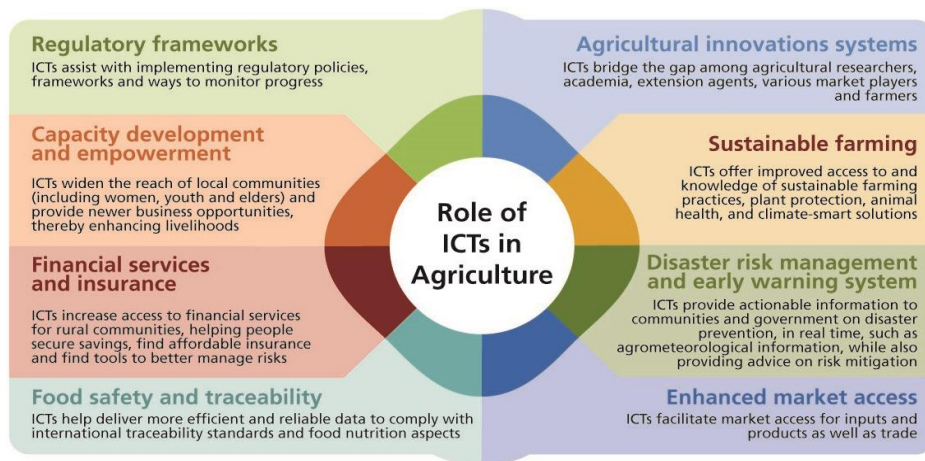 Regulatory frameworks
ICTs assist with implementing regulatory policies,
frameworks and ways to monitor progress
Capacity development
and empowerment
ICTs widen the reach of local communities
(including women, youth and elders) and
provide newer business opportunities,
thereby enhancing livelihoods
Financial services
and insurance
ICTs increase access to financial services
for rural communities, helping people
secure savings, find affordable insurance
and find tools to better manage risks
Food safety and traceability
ICTs help deliver more efficient and reliable data to comply with
international traceability standards and food nutrition aspects
Role of
ICTs in
Agriculture
Agricultural innovations systems
ICTs bridge the gap among agricultural researchers,
academia, extension agents, various market players
and farmers
Sustainable farming
ICTs offer improved access to and
knowledge of sustainable farming
practices, plant protection, animal
health, and climate-smart solutions
Disaster risk management
and early warning system
ICTs provide actionable information to
communities and government on disaster
prevention, in real time, such as
agrometeorological information, while also
providing advice on risk mitigation
Enhanced market access
ICTs facilitate market access for inputs and
products as well as trade